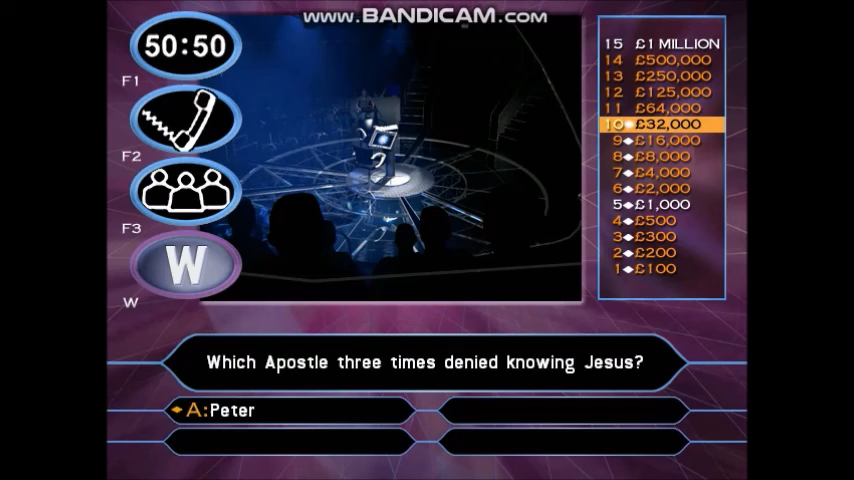 www.BANDICAM.com
50:50
F1
F2
F3
W
W
15 £1 MILLION
14 £500,000
13 £250,000
12 £125,000
11 £64,000
10◆£32,000
9◆£16,000
8◆£8,000
7◆£4,000
6◆£2,000
5◆£1,000
4◆£500
3◆£300
2◆£200
1◆£100
Which Apostle three times denied knowing Jesus?
◆A:Peter